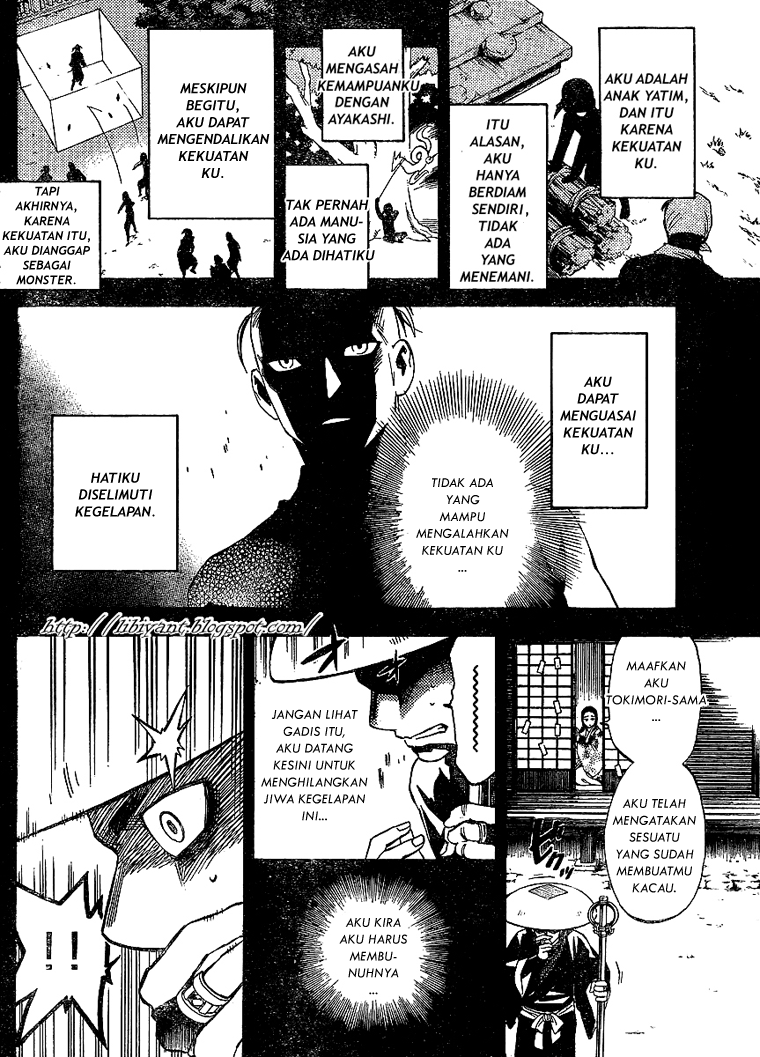 AKU ADALAH
ANAK YATIM,
DAN ITU
KARENA
KEKUATAN
KU.
ITU
ALASAN,
AKU
HANYA
BERDIAM
SENDIRI,
TIDAK
ADA
YANG
MENEMANI.
AKU
MENGASAH
KEMAMPUANKU
DENGAN
AYAKASHI.
TAK PERNAH
ADA MANU-
SIA YANG
ADA DIHATIKU
MESKIPUN
BEGITU,
AKU DAPAT
MENGENDALIKAN
KEKUATAN
KU.
TAPI
AKHIRNYA,
KARENA
KEKUATAN ITU,
AKU DIANGGAP
SEBAGAI
MONSTER.
AKU
DAPAT
MENGUASAI
KEKUATAN
KU...
TIDAK ADA
YANG
MAMPU
MENGALAHKAN
KEKUATAN KU
...
HATIKU
DISELIMUTI
KEGELAPAN.
http://libiyant.blogspot.com/
MAAFKAN
AKU
TOKIMORI-SAMA
...
AKU TELAH
MENGATAKAN
SESUATU
YANG SUDAH
MEMBUATMU
KACAU.
JANGAN LIHAT
GADIS ITU,
AKU DATANG
KESINI UNTUK
MENGHILANGKAN
JIWA KEGELAPAN
INI...
AKU KIRA
AKU HARUS
MEMBU-
NUHNYA
...
!!